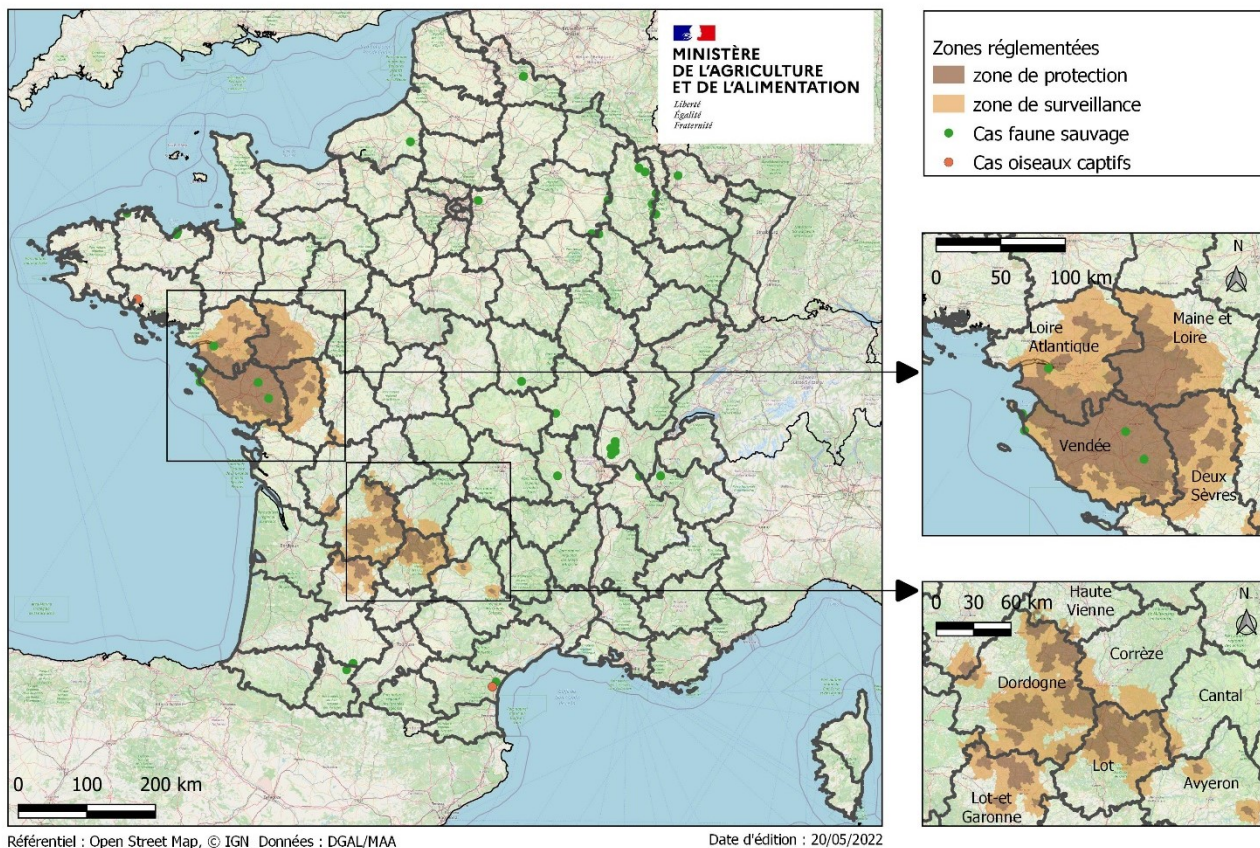 MINISTÈRE
DE L'AGRICULTURE
ET DE L'ALIMENTATION
Liberté
Égalité
Fraternité
0 100 200 km
Référentiel : Open Street Map, © IGN Données : DGAL/MAA
Date d'édition : 20/05/2022
Zones réglementées
zone de protection
zone de surveillance
Cas faune sauvage
Cas oiseaux captifs
0 50 100 km
N
Loire
Atlantique
Maine et
Loire
Vendée
Deux
Sèvres
0 30 60 km
N
Haute
Vienne
Corrèze
Dordogne
Cantal
Lot
Avyeron
Lot-et
Garonne